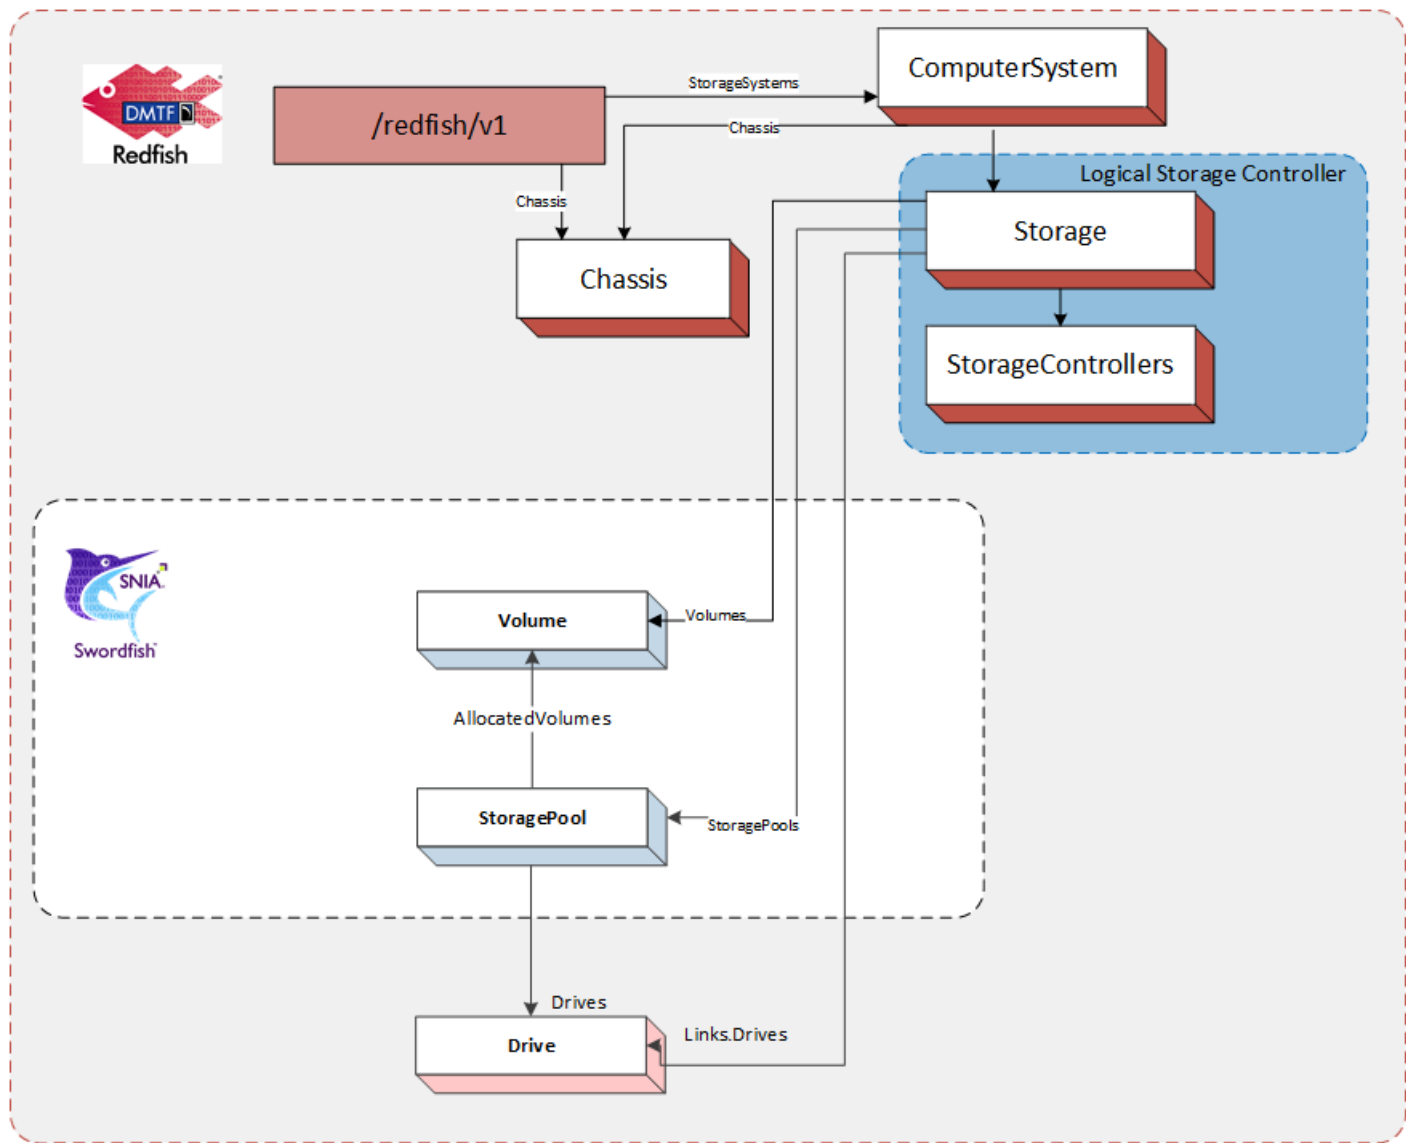 ComputerSystem
StorageSystems
DMTF
/redfish/v1
Chassis
Redfish
Logical Storage Controller
Chassis
Storage
Chassis
StorageControllers
SNIA
Swordfish
Volume
Volumes
AllocatedVolumes
StoragePool
StoragePools
Drives
Links.Drives
Drive